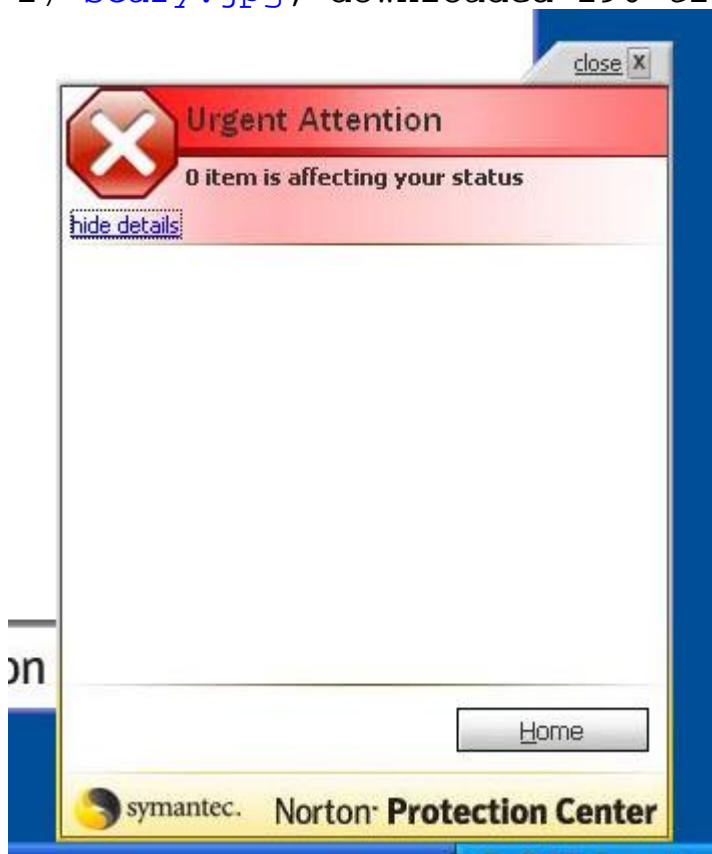 close X
Urgent Attention
0 item is affecting your status
hide details
on
Home
symantec. Norton· Protection Center